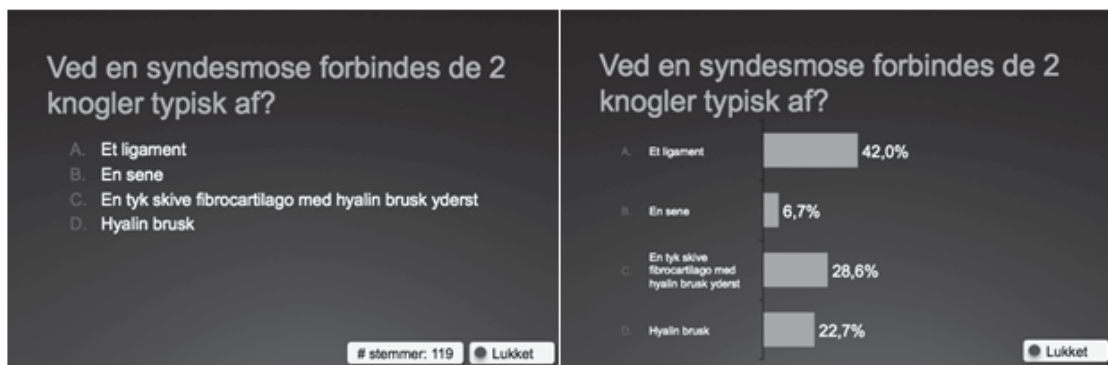 Ved en syndesmose forbindes de 2
knogler typisk af?
A. Et ligament
B. En sene
C. En tyk skive fibrocartilago med hyalin brusk yderst
D. Hyalin brusk
# stemmer: 119
Lukket
Ved en syndesmose forbindes de 2
knogler typisk af?
A. Et ligament
42,0%
B. En sene
6,7%
C. En tyk skive
fibrocartilago med
hyalin brusk yderst
28,6%
D. Hyalin brusk
22,7%
Lukket